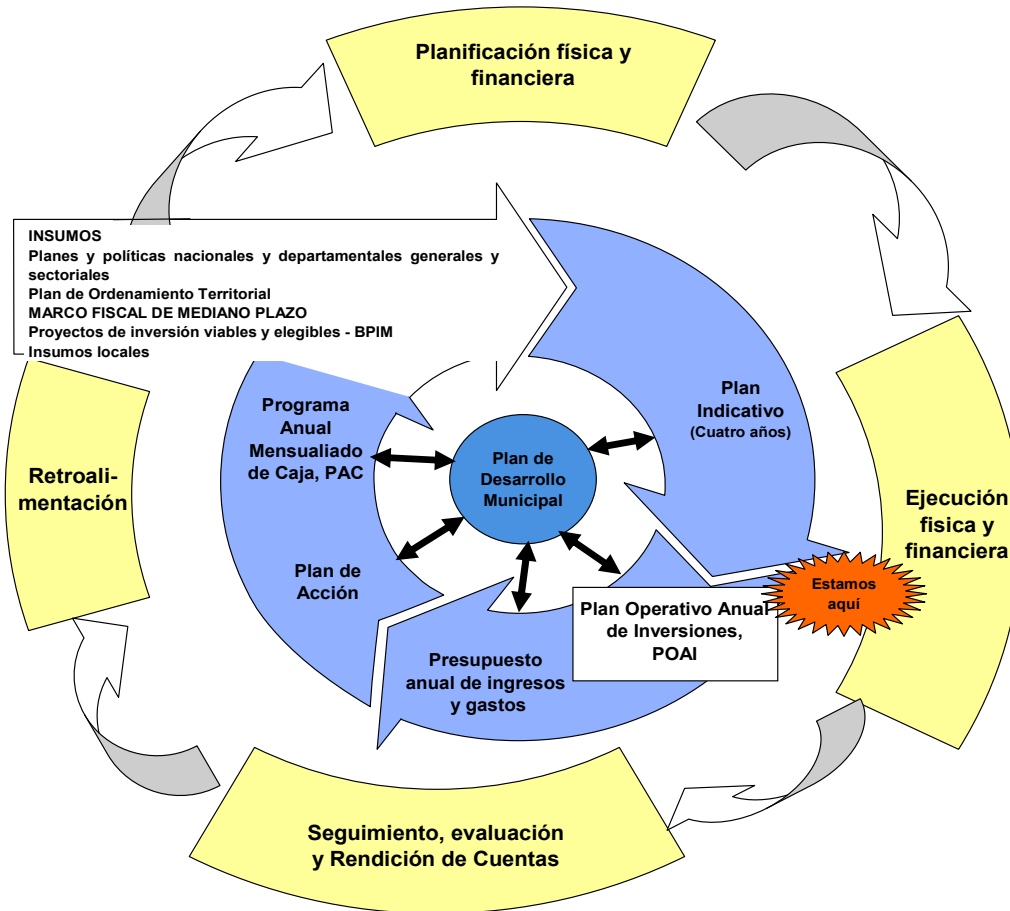 Planificación física y
financiera
INSUMOS
Planes y políticas nacionales y departamentales generales y
sectoriales
Plan de Ordenamiento Territorial
MARCO FISCAL DE MEDIANO PLAZO
Proyectos de inversión viables y elegibles - BPIM
Insumos locales
Programa
Anual
Mensualiado
de Caja, PAC
Plan
Indicativo
(Cuatro años)
Plan de
Desarrollo
Municipal
Retroali-
mentación
Ejecución
fisica y
financiera
Plan de
Acción
Estamos
aquí
Plan Operativo Anual
de Inversiones,
POAI
Presupuesto
anual de ingresos
y gastos
Seguimiento, evaluación
y Rendición de Cuentas